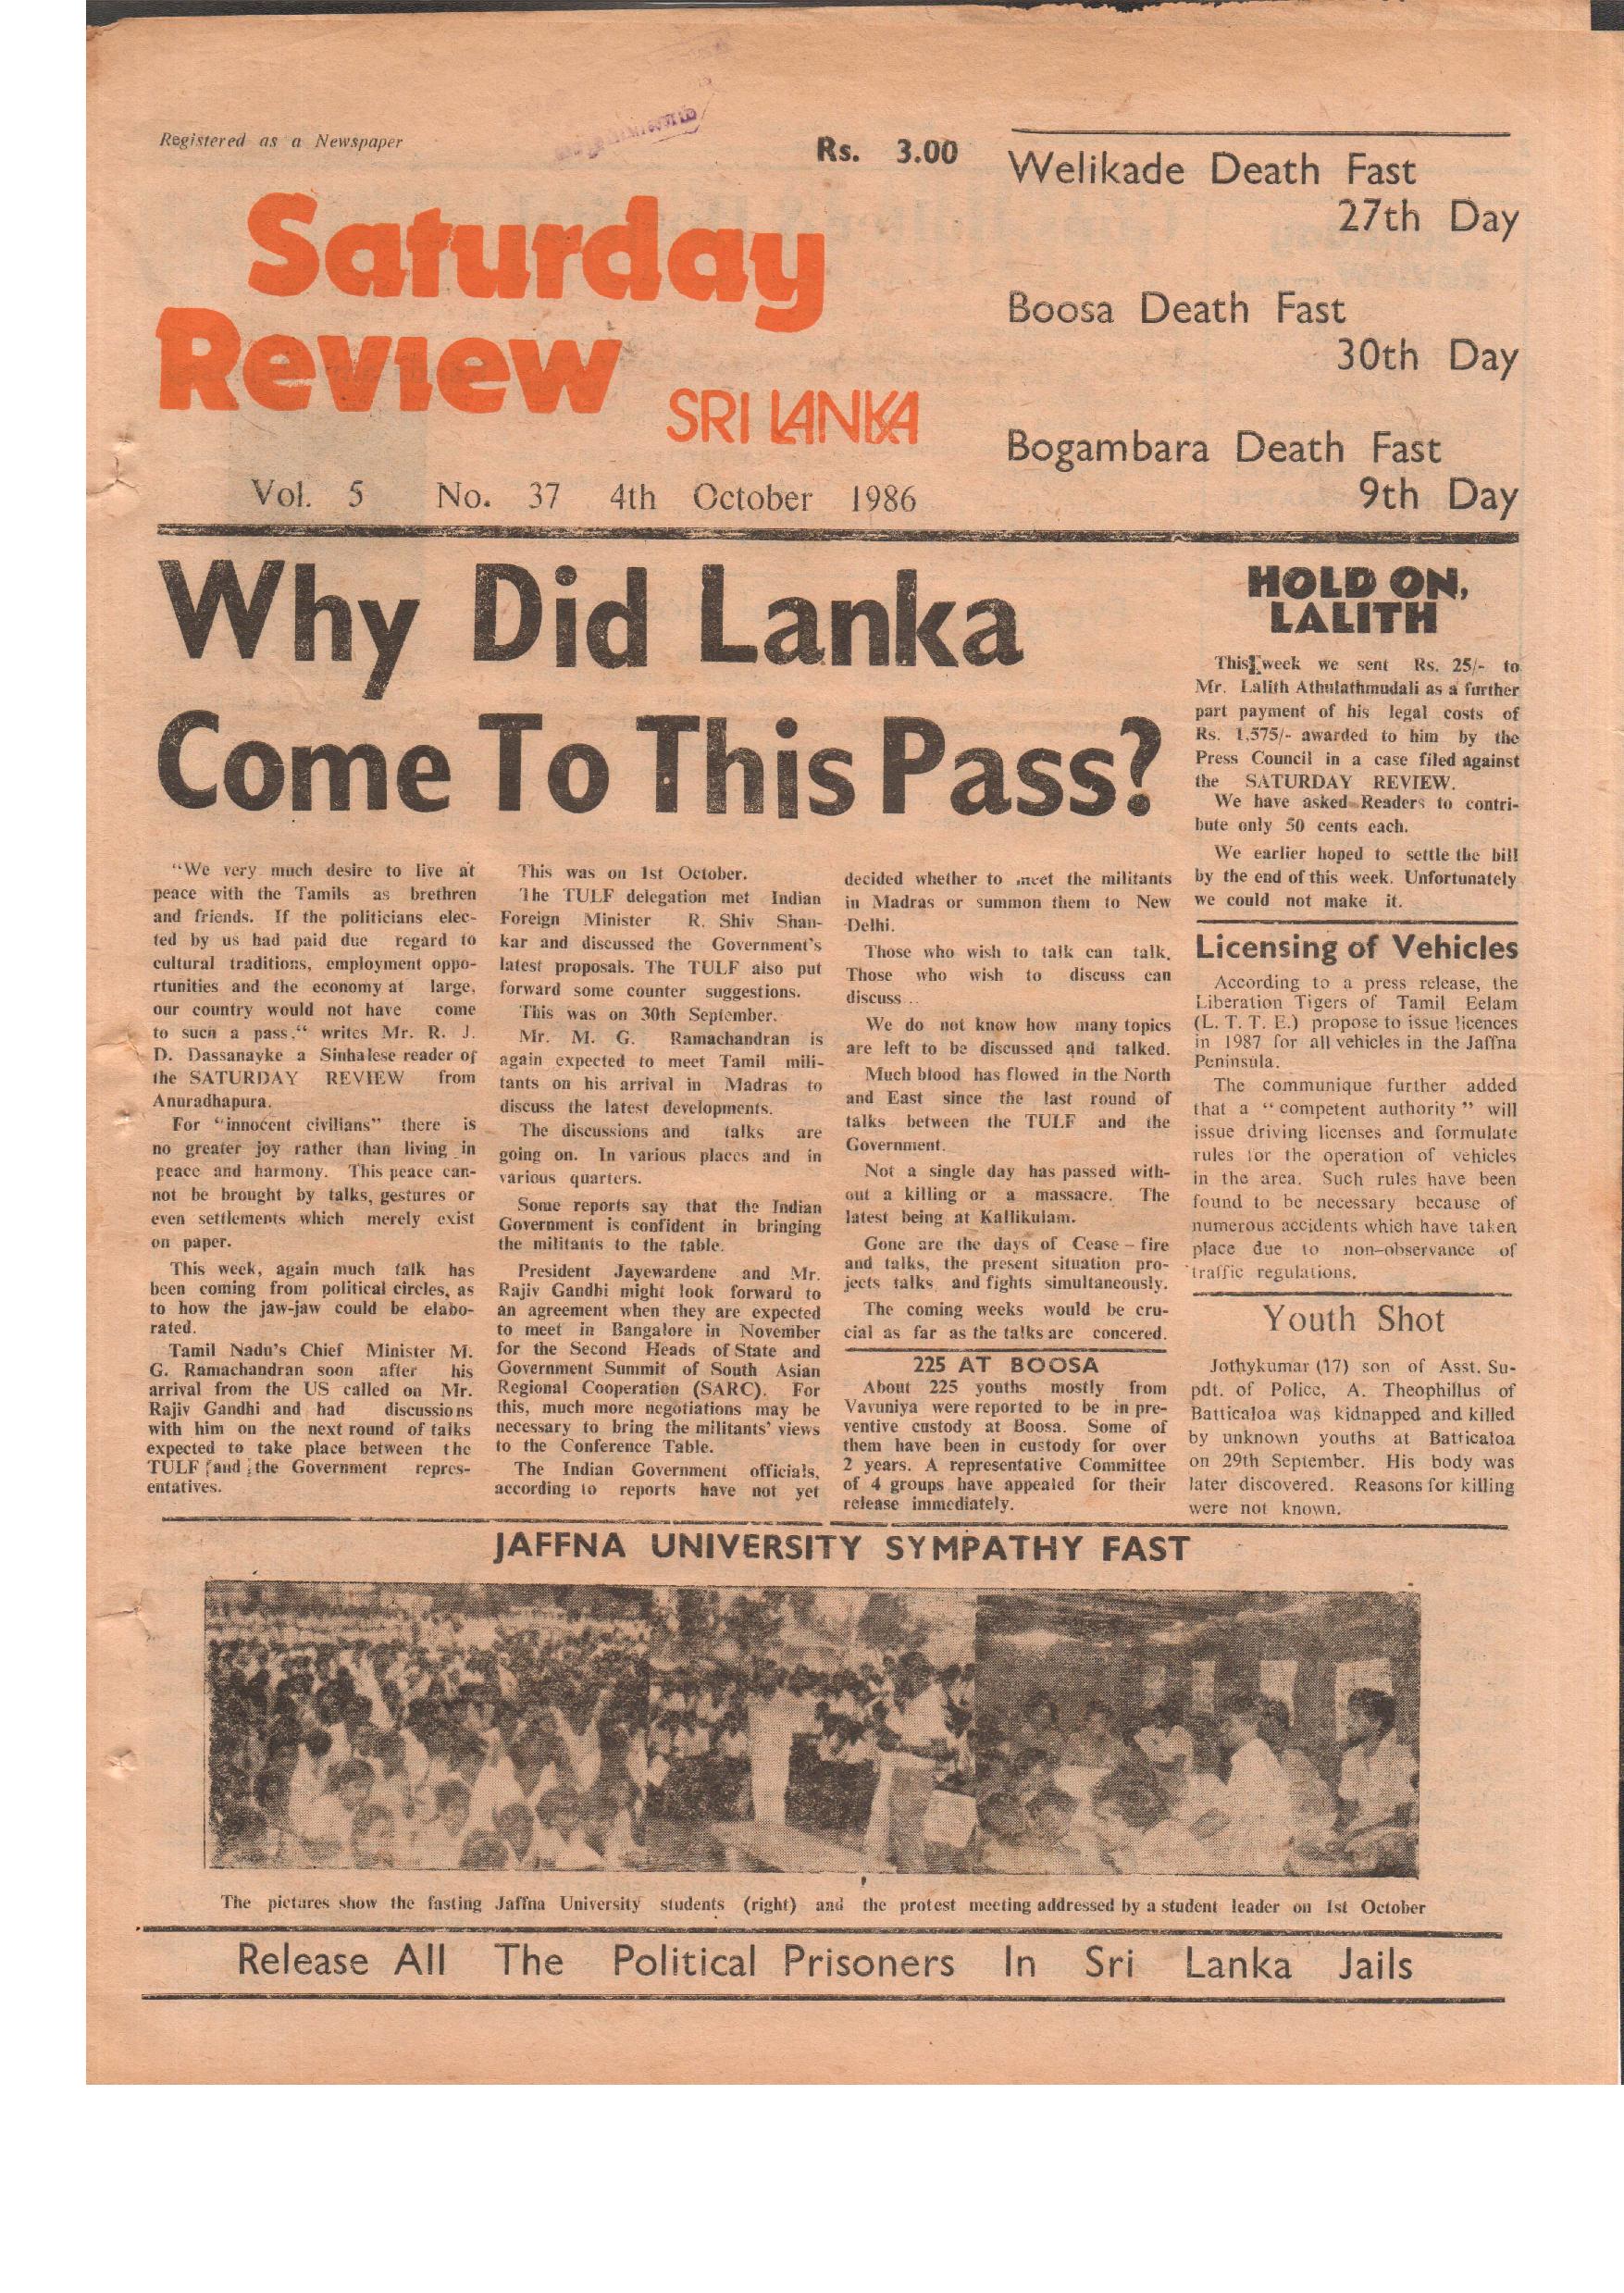 Registered as a Newspaper
Rs. 3.00
Saturday
Review
SRI LANKA
Vol. 5 No. 37 4th October 1986
Welikade Death Fast
27th Day
Boosa Death Fast
30th Day
Bogambara Death Fast
9th Day
Why Did Lanka
Come To This Pass?
"We very much desire to live at
peace with the Tamils as brethren
and friends. If the politicians elec-
ted by us had paid due regard to
cultural traditions, employment oppo-
rtunities and the economy at large,
our country would not have come
to such a pass," writes Mr. R. J.
D. Dassanayke a Sinhalese reader of
the SATURDAY REVIEW from
Anuradhapura.
For "innocent civilians" there is
no greater joy rather than living in
peace and harmony. This peace can-
not be brought by talks, gestures or
even settlements which merely exist
on paper.
This week, again much talk has
been coming from political circles, as
to how the jaw-jaw could be elabo-
rated.
Tamil Nadu's Chief Minister M.
G. Ramachandran soon after his
arrival from the US called on Mr.
Rajiv Gandhi and had discussions
with him on the next round of talks
expected to take place between the
TULF and the Government repres-
entatives.
This was on 1st October.
The TULF delegation met Indian
Foreign Minister R. Shiv Shan-
kar and discussed the Government's
latest proposals. The TULF also put
forward some counter suggestions.
This was on 30th September.
Mr. M. G. Ramachandran is
again expected to meet Tamil mili-
tants on his arrival in Madras to
discuss the latest developments.
The discussions and talks are
going on. In various places and in
various quarters.
Some reports say that the Indian
Government is confident in bringing
the militants to the table.
President Jayewardene and Mr.
Rajiv Gandhi might look forward to
an agreement when they are expected
to meet in Bangalore in November
for the Second Heads of State and
Government Summit of South Asian
Regional Cooperation (SARC). For
this, much more negotiations may be
necessary to bring the militants' views
to the Conference Table.
The Indian Government officials,
according to reports have not yet
decided whether to meet the militants
in Madras or summon them to New
Delhi.
Those who wish to talk can talk.
Those who wish to discuss can
discuss..
We do not know how many topics
are left to be discussed and talked.
Much blood has flowed in the North
and East since the last round of
talks between the TULF and the
Government.
Not a single day has passed with-
out a killing or a massacre. The
latest being at Kallikulam.
Gone are the days of Cease – fire
and talks, the present situation pro-
jects talks and fights simultaneously.
The coming weeks would be cru-
cial as far as the talks are concered.
225 AT BOOSA
About 225 youths mostly from
Vavuniya were reported to be in pre-
ventive custody at Boosa. Some of
them have been in custody for over
2 years. A representative Committee
of 4 groups have appealed for their
release immediately.
HOLD ON,
LALITH
This week we sent Rs. 25/- to
Mr. Lalith Athulathmudali as a further
part payment of his legal costs of
Rs. 1,575/- awarded to him by the
Press Council in a case filed against
the SATURDAY REVIEW.
We have asked Readers to contri-
bute only 50 cents each.
We earlier hoped to settle the bill
by the end of this week. Unfortunately
we could not make it.
Licensing of Vehicles
According to a press release, the
Liberation Tigers of Tamil Eelam
(L. T. T. E.) propose to issue licences
in 1987 for all vehicles in the Jaffna
Peninsula.
The communique further added
that a " competent authority " will
issue driving licenses and formulate
rules for the operation of vehicles
in the area. Such rules have been
found to be necessary because of
numerous accidents which have taken
place due to non–observance of
traffic regulations.
Youth Shot
Jothykumar (17) son of Asst. Su-
pdt. of Police, A. Theophillus of
Batticaloa was kidnapped and killed
by unknown youths at Batticaloa
on 29th September. His body was
later discovered. Reasons for killing
were not known.
JAFFNA UNIVERSITY SYMPATHY FAST
The pictures show the fasting Jaffna University students (right) and the protest meeting addressed by a student leader on 1st October
Release All The Political Prisoners In Sri Lanka Jails